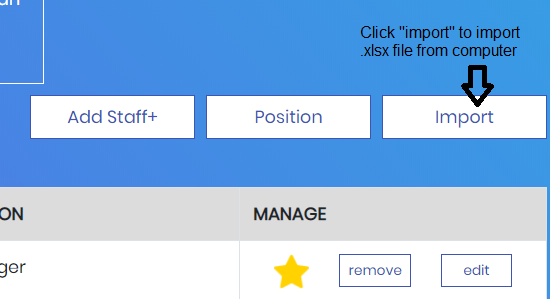 Click "import" to import
.xlsx file from computer
Add Staff+
Position
Import
MANAGE
remove
edit